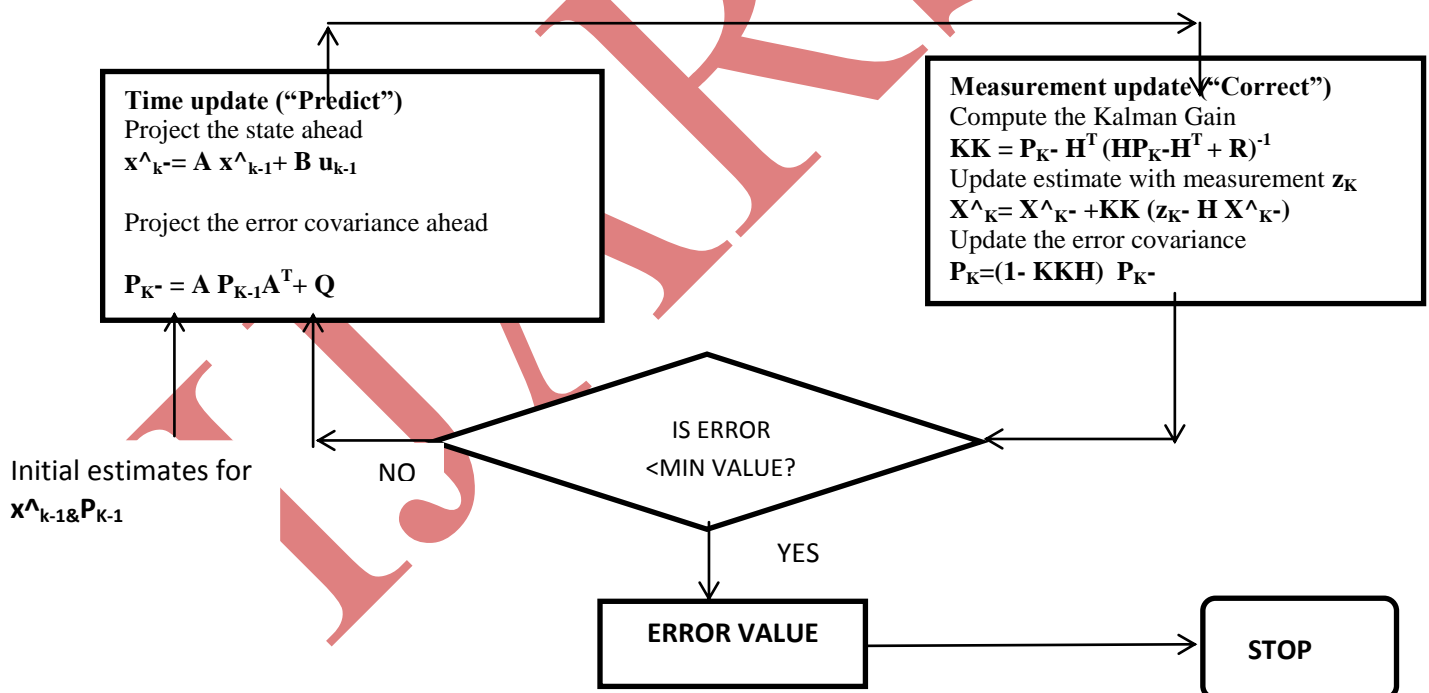 Time update (“Predict”)
Project the state ahead
x^k-= A x^k-1+ B uk-1
Project the error covariance ahead
PK- = A PK-1A^T+ Q
Measurement update (“Correct”)
Compute the Kalman Gain
KK = PK- H^T (HPK-H^T + R)^-1
Update estimate with measurement zK
X^K= X^K- +KK (zK- H X^K-)
Update the error covariance
PK=(1- KKH) PK-
Initial estimates for
x^k-1&PK-1
NO
IS ERROR
<MIN VALUE?
YES
ERROR VALUE
STOP